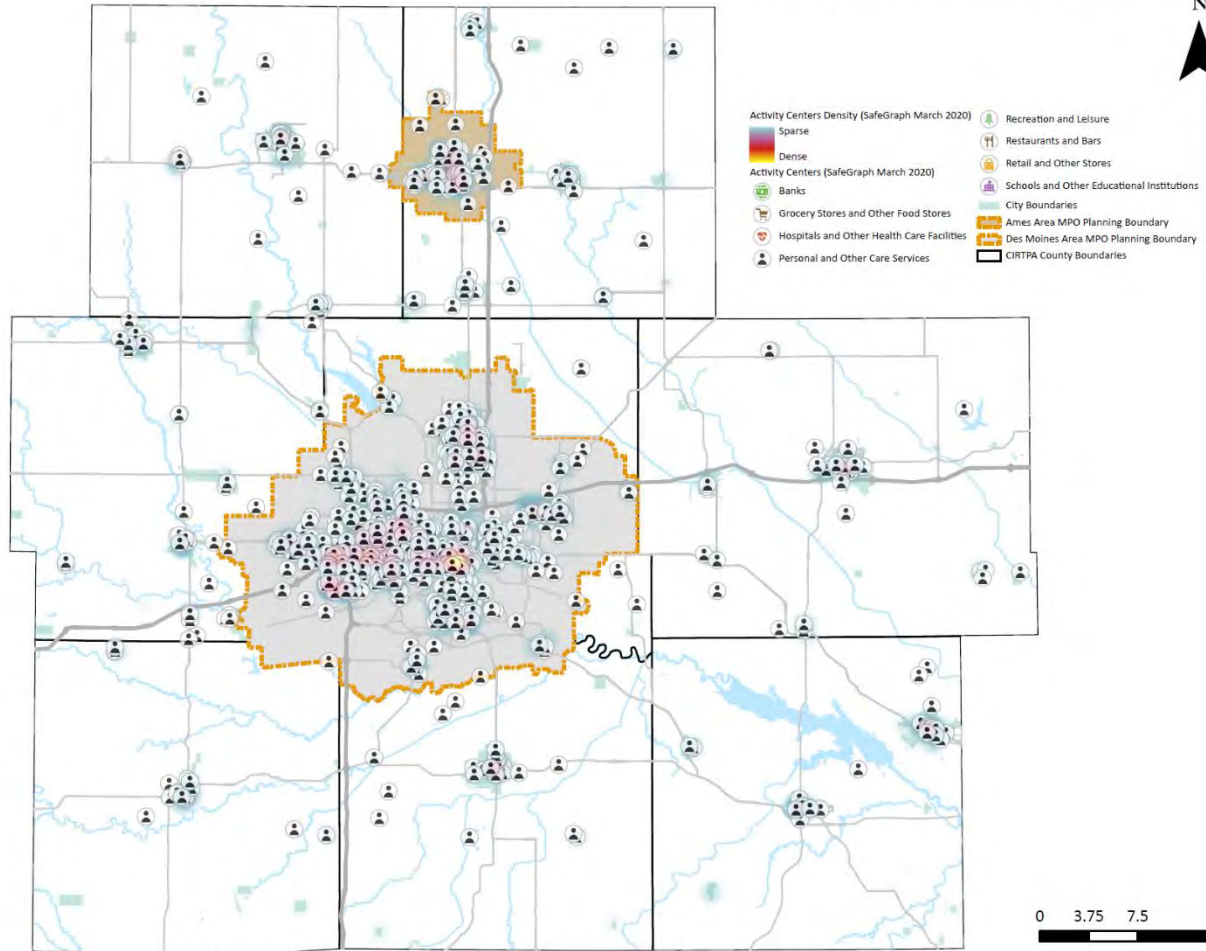 N
Activity Centers Density (SafeGraph March 2020)
Sparse
Dense
Activity Centers (SafeGraph March 2020)
Banks
Grocery Stores and Other Food Stores
Hospitals and Other Health Care Facilities
Personal and Other Care Services
Recreation and Leisure
Restaurants and Bars
Retail and Other Stores
Schools and Other Educational Institutions
City Boundaries
Ames Area MPO Planning Boundary
Des Moines Area MPO Planning Boundary
CIRTPA County Boundaries
0 3.75 7.5